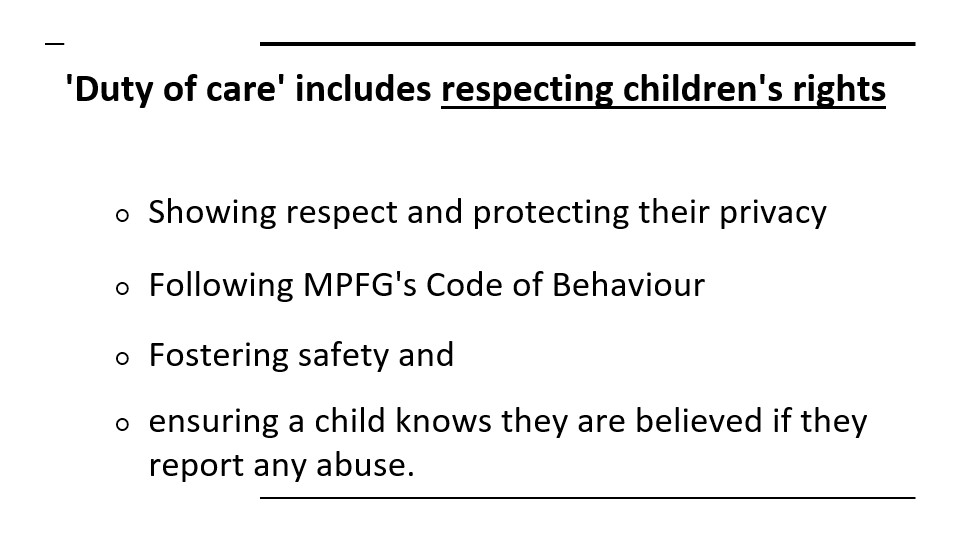 'Duty of care' includes respecting children's rights
Showing respect and protecting their privacy
Following MPFG's Code of Behaviour
Fostering safety and
ensuring a child knows they are believed if they
report any abuse.